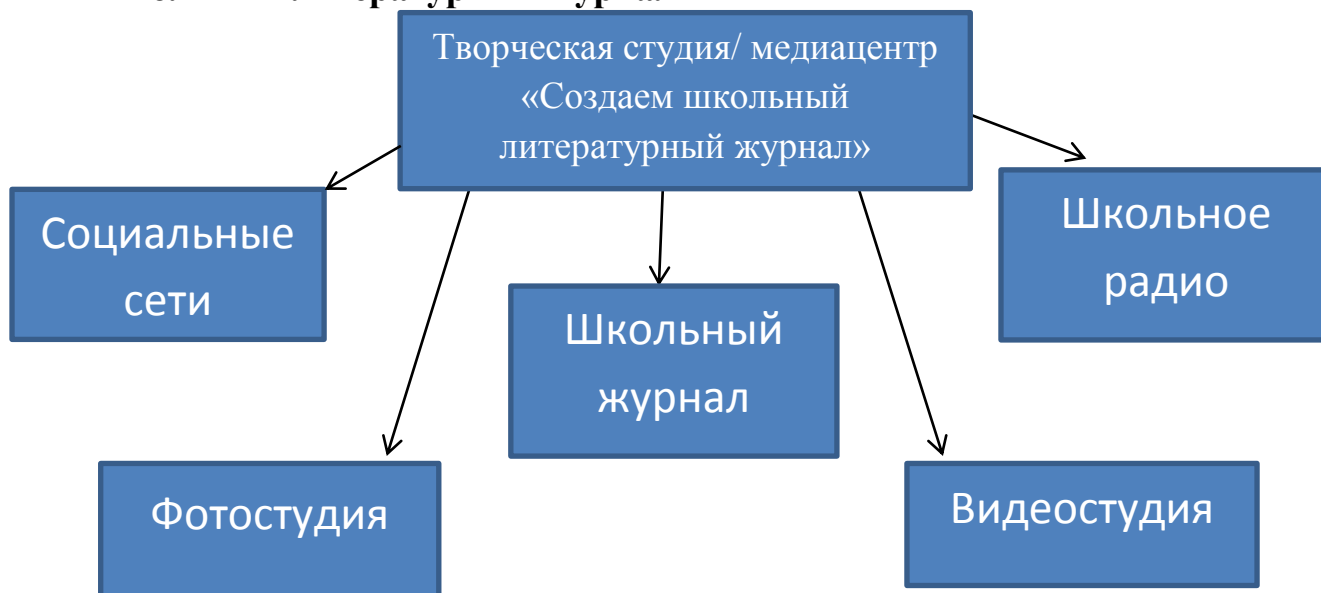 Творческая студия/ медиацентр
«Создаем школьный
литературный журнал»
Социальные
сети
Школьное
радио
Школьный
журнал
Фотостудия
Видеостудия